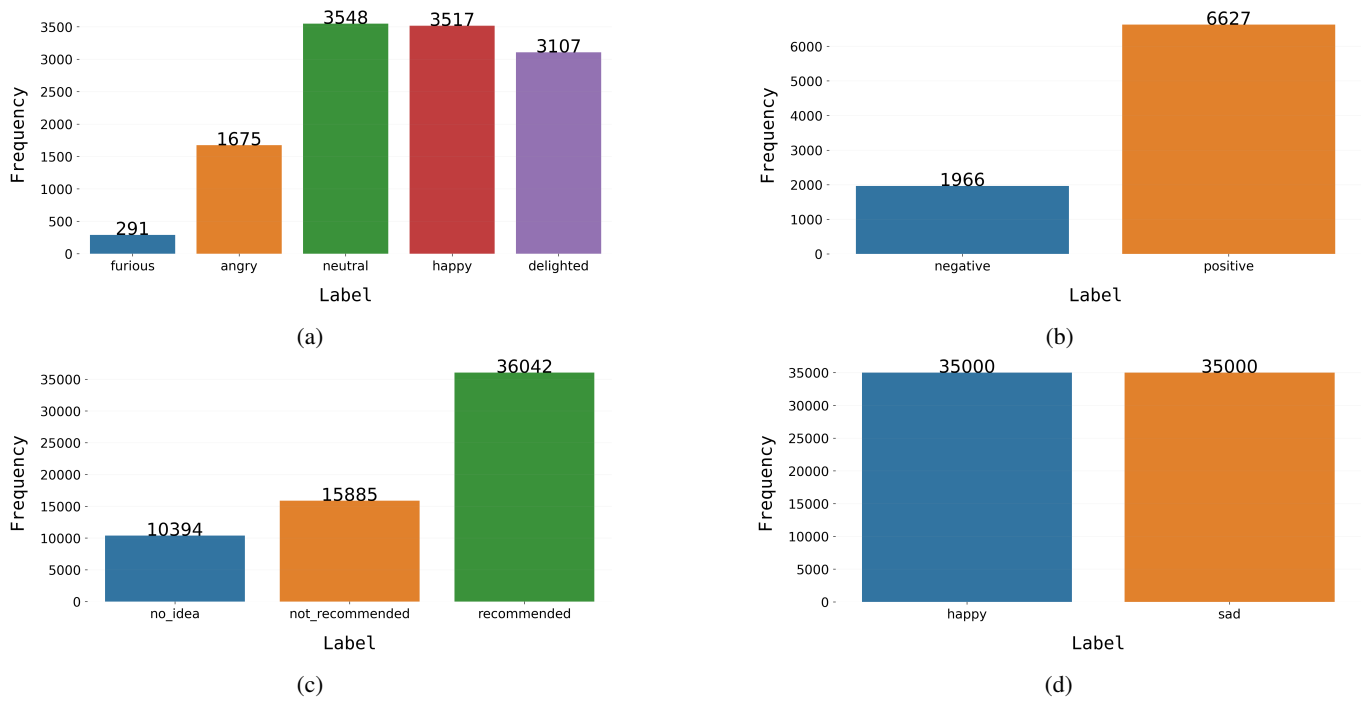 3500
3000
2500
2000
1500
1000
500
0
Frequency
291
1675
3548
3517
3107
furious angry neutral happy delighted
Label
(a)
6000
5000
4000
3000
2000
1000
0
Frequency
1966
6627
negative positive
Label
(b)
35000
30000
25000
20000
15000
10000
5000
0
Frequency
10394
15885
36042
no_idea not_recommended recommended
Label
(c)
35000
30000
25000
20000
15000
10000
5000
0
Frequency
35000
35000
happy sad
Label
(d)